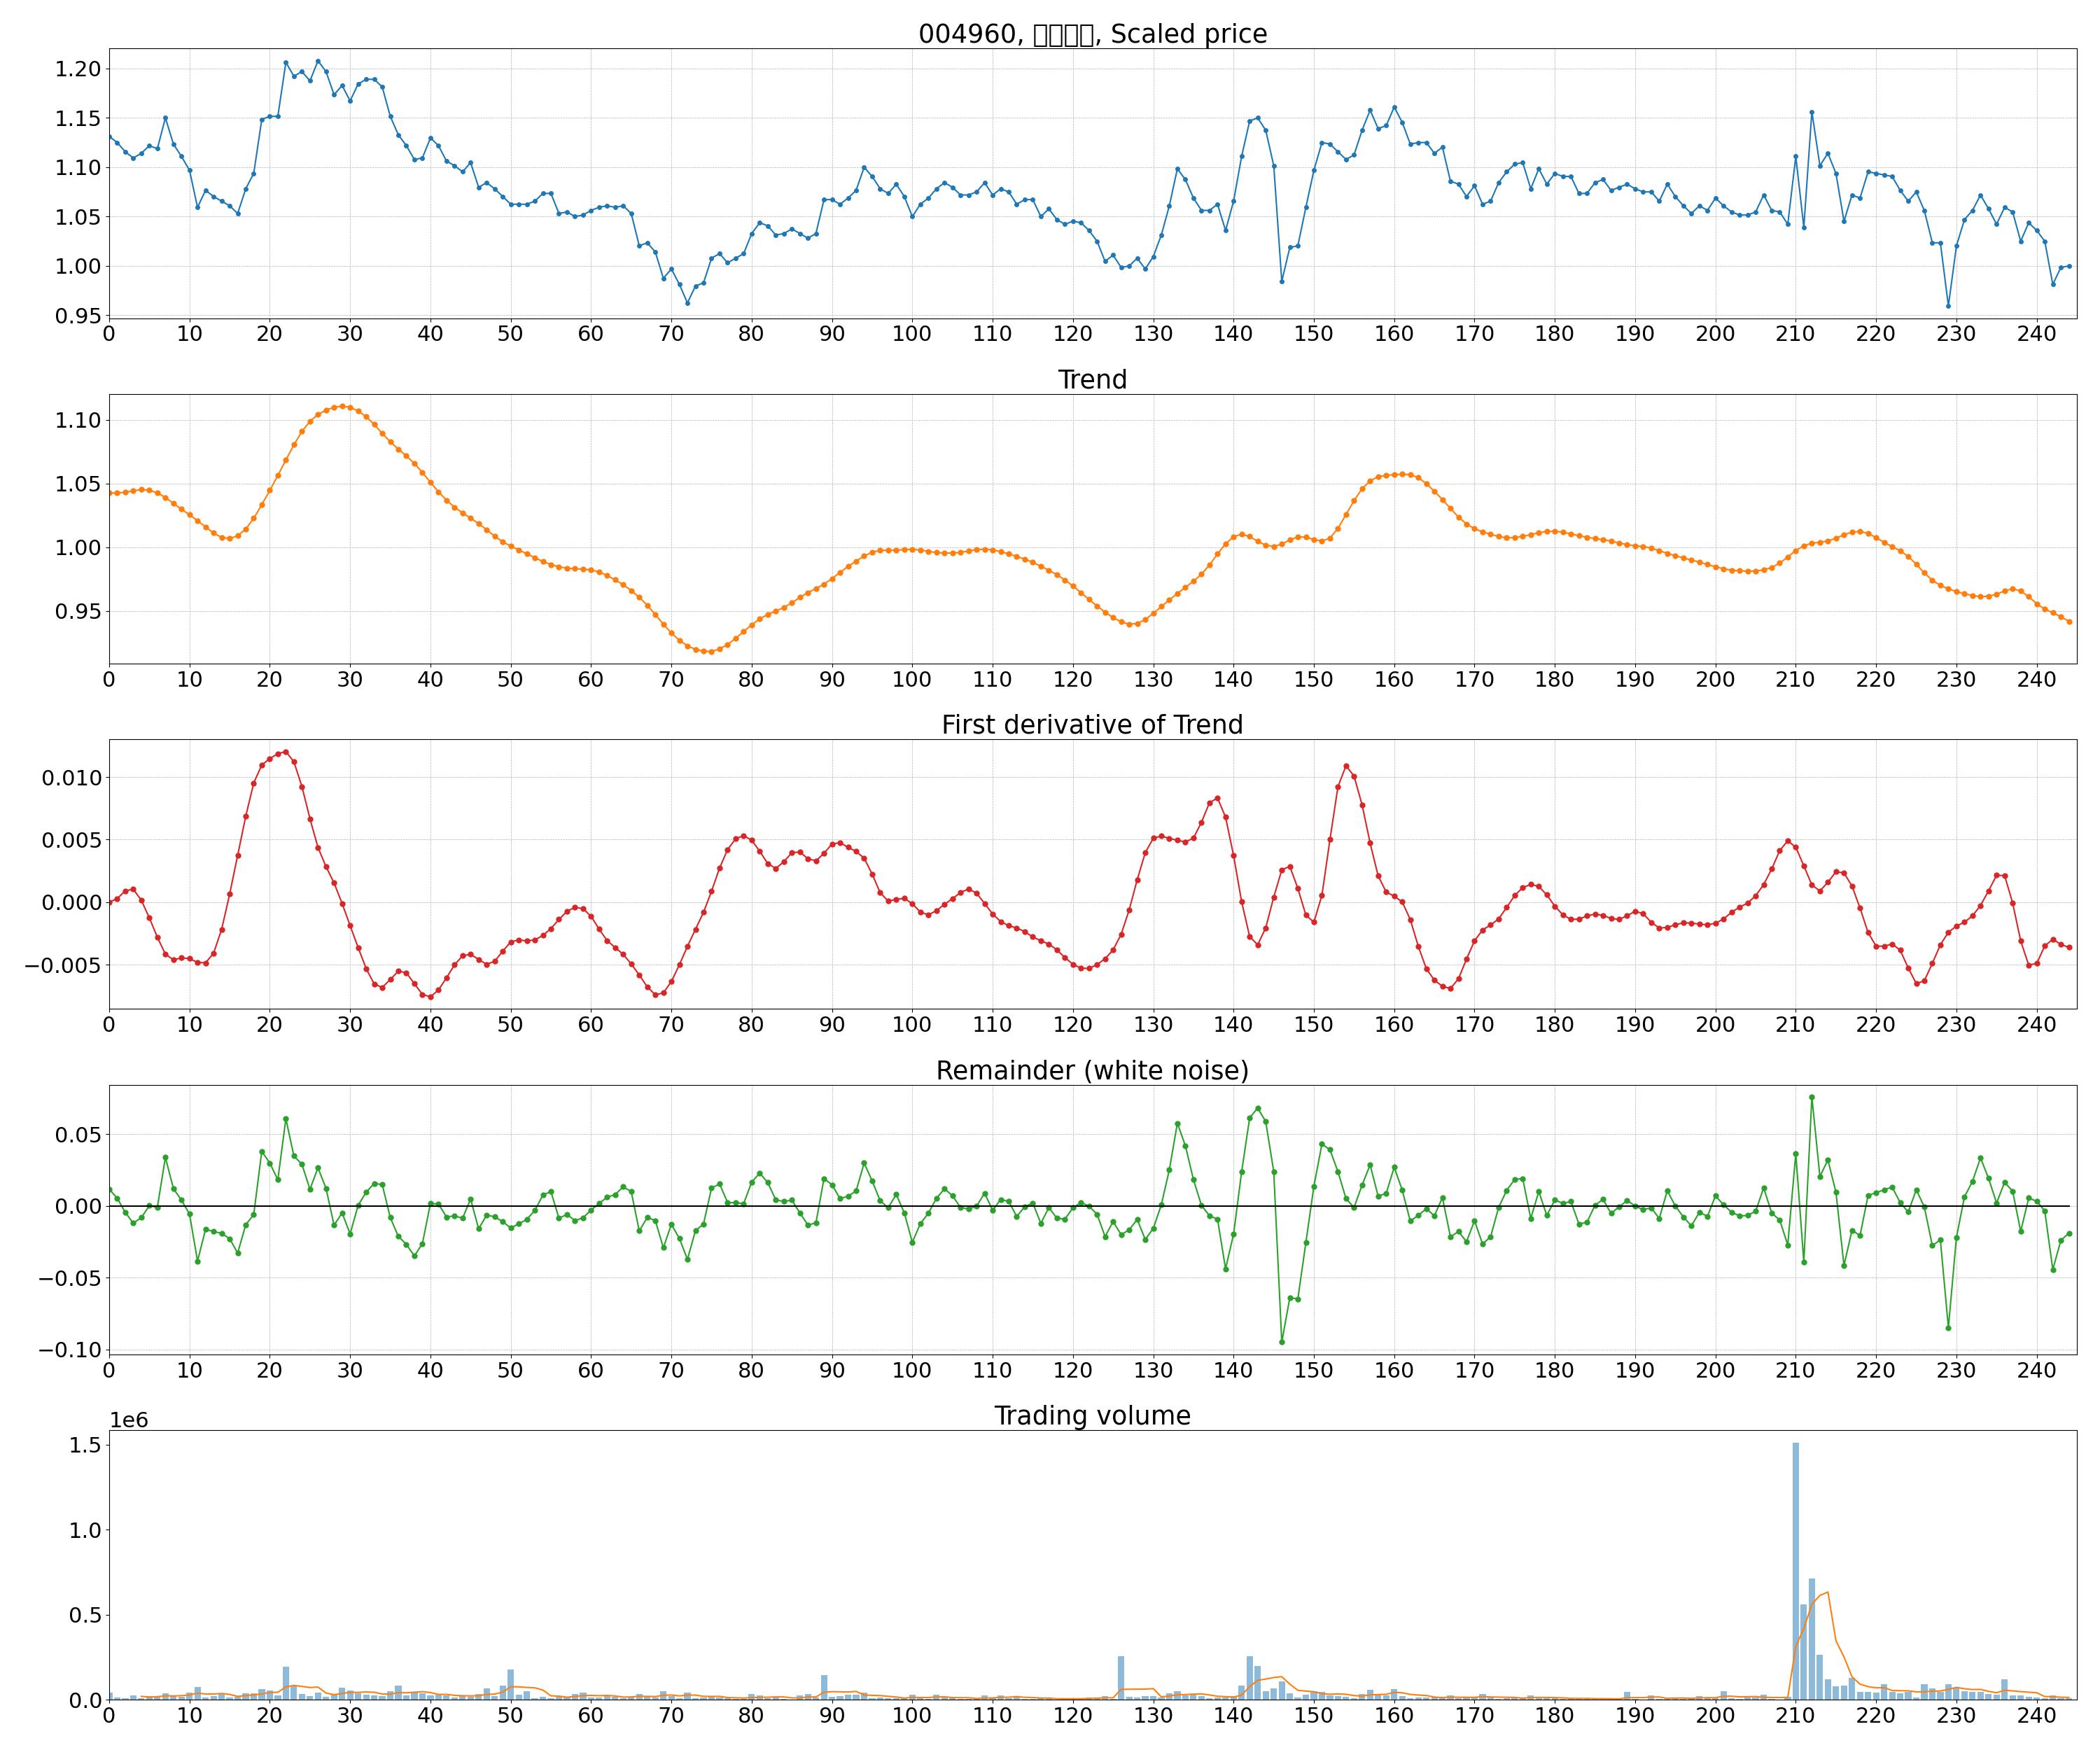 004960, □□□□, Scaled price
1.20
1.15
1.10
1.05
1.00
0.95
0 10 20 30 40 50 60 70 80 90 100 110 120 130 140 150 160 170 180 190 200 210 220 230 240
Trend
1.10
1.05
1.00
0.95
0 10 20 30 40 50 60 70 80 90 100 110 120 130 140 150 160 170 180 190 200 210 220 230 240
First derivative of Trend
0.010
0.005
0.000
−0.005
0 10 20 30 40 50 60 70 80 90 100 110 120 130 140 150 160 170 180 190 200 210 220 230 240
Remainder (white noise)
0.05
0.00
−0.05
−0.10
0 10 20 30 40 50 60 70 80 90 100 110 120 130 140 150 160 170 180 190 200 210 220 230 240
Trading volume
1e6
1.5
1.0
0.5
0.0
0 10 20 30 40 50 60 70 80 90 100 110 120 130 140 150 160 170 180 190 200 210 220 230 240